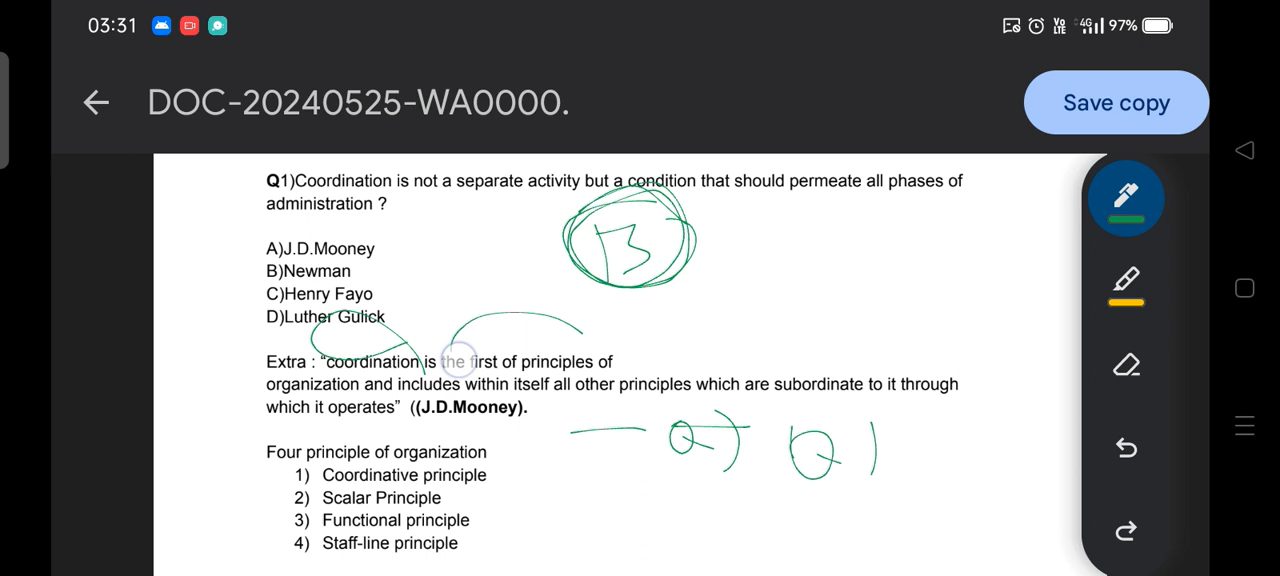 03:31 Vo LTE 4G 97%
DOC-20240525-WA0000.
Save copy
Q1)Coordination is not a separate activity but a condition that should permeate all phases of
administration ?
B
A)J.D.Mooney
B)Newman
C)Henry Fayo
D)Luther Gulick
Extra : “coordination is the first of principles of
organization and includes within itself all other principles which are subordinate to it through
which it operates” ((J.D.Mooney).
— Q) Q)
Four principle of organization
1) Coordinative principle
2) Scalar Principle
3) Functional principle
4) Staff-line principle